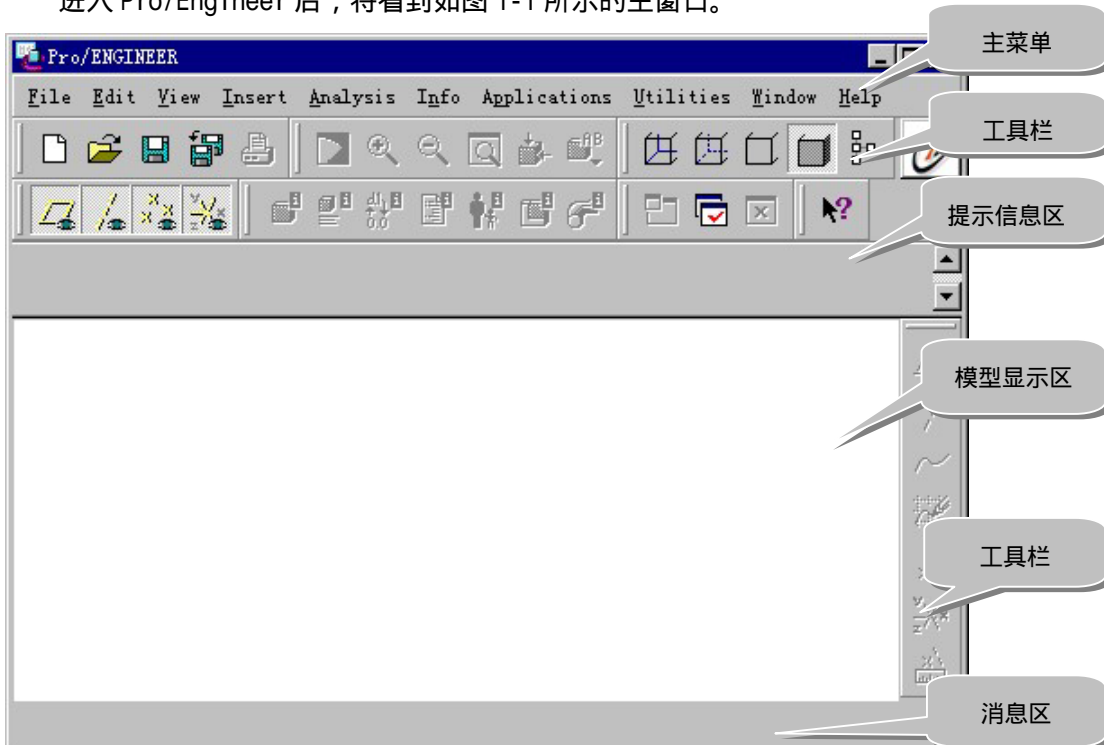 进入 Pro/Engineer 后，将看到如图 1-1 所示的主窗口。
Pro/ENGINEER
主菜单
File Edit View Insert Analysis Info Applications Utilities Window Help
工具栏
提示信息区
模型显示区
工具栏
消息区